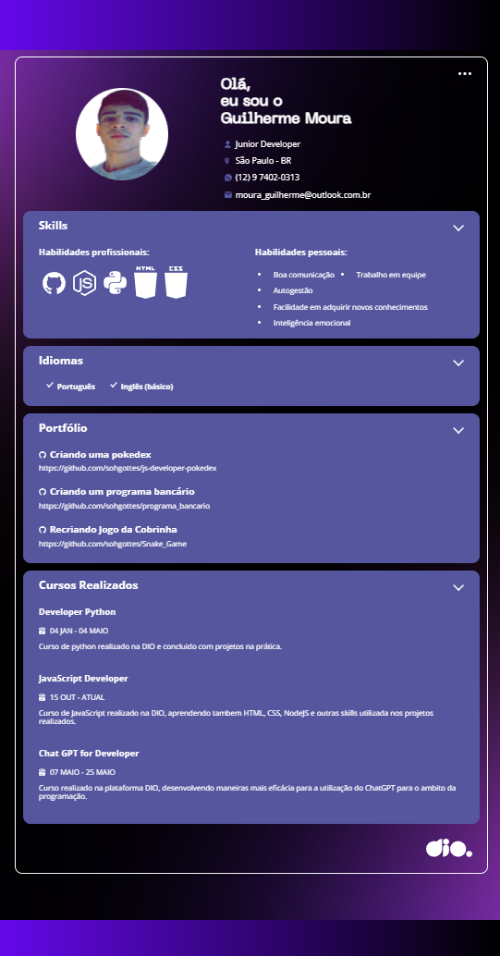 Olá,
eu sou o
Guilherme Moura
Junior Developer
São Paulo - BR
(12) 9 7402-0313
moura_guilherme@outlook.com.br
Skills
Habilidades profissionais:
JS
HTML
CSS
Habilidades pessoais:
• Boa comunicação • Trabalho em equipe
• Autogestão
• Facilidade em adquirir novos conhecimentos
• Inteligência emocional
Idiomas
Português Inglês (básico)
Portfólio
Criando uma pokedex
https://github.com/sohgottes/js-developer-pokedex
Criando um programa bancário
https://github.com/sohgottes/programa_bancario
Recriando Jogo da Cobrinha
https://github.com/sohgottes/Snake_Game
Cursos Realizados
Developer Python
04 JAN - 04 MAIO
Curso de python realizado na DIO e concluido com projetos na prática.
JavaScript Developer
15 OUT - ATUAL
Curso de JavaScript realizado na DIO, aprendendo tambem HTML, CSS, NodeJS e outras skills utilizada nos projetos
realizados.
Chat GPT for Developer
07 MAIO - 25 MAIO
Curso realizado na plataforma DIO, desenvolvendo maneiras mais eficácia para a utilização do ChatGPT para o ambito da
programação.
dio.